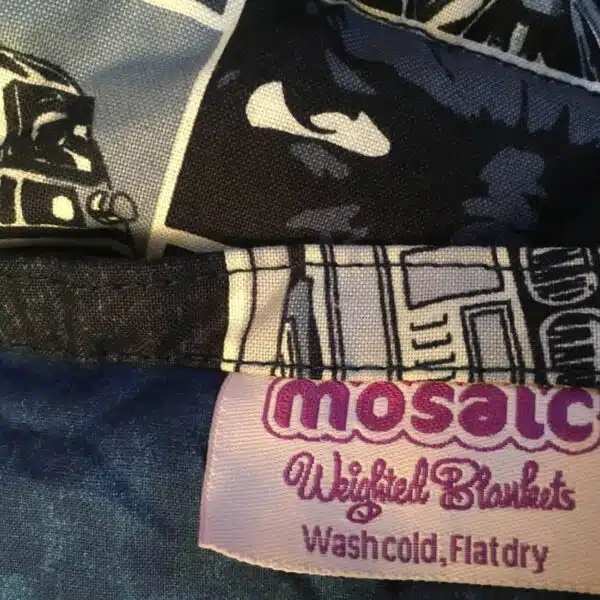 mosaic
Weighted Blankets
Wash cold, Flat dry